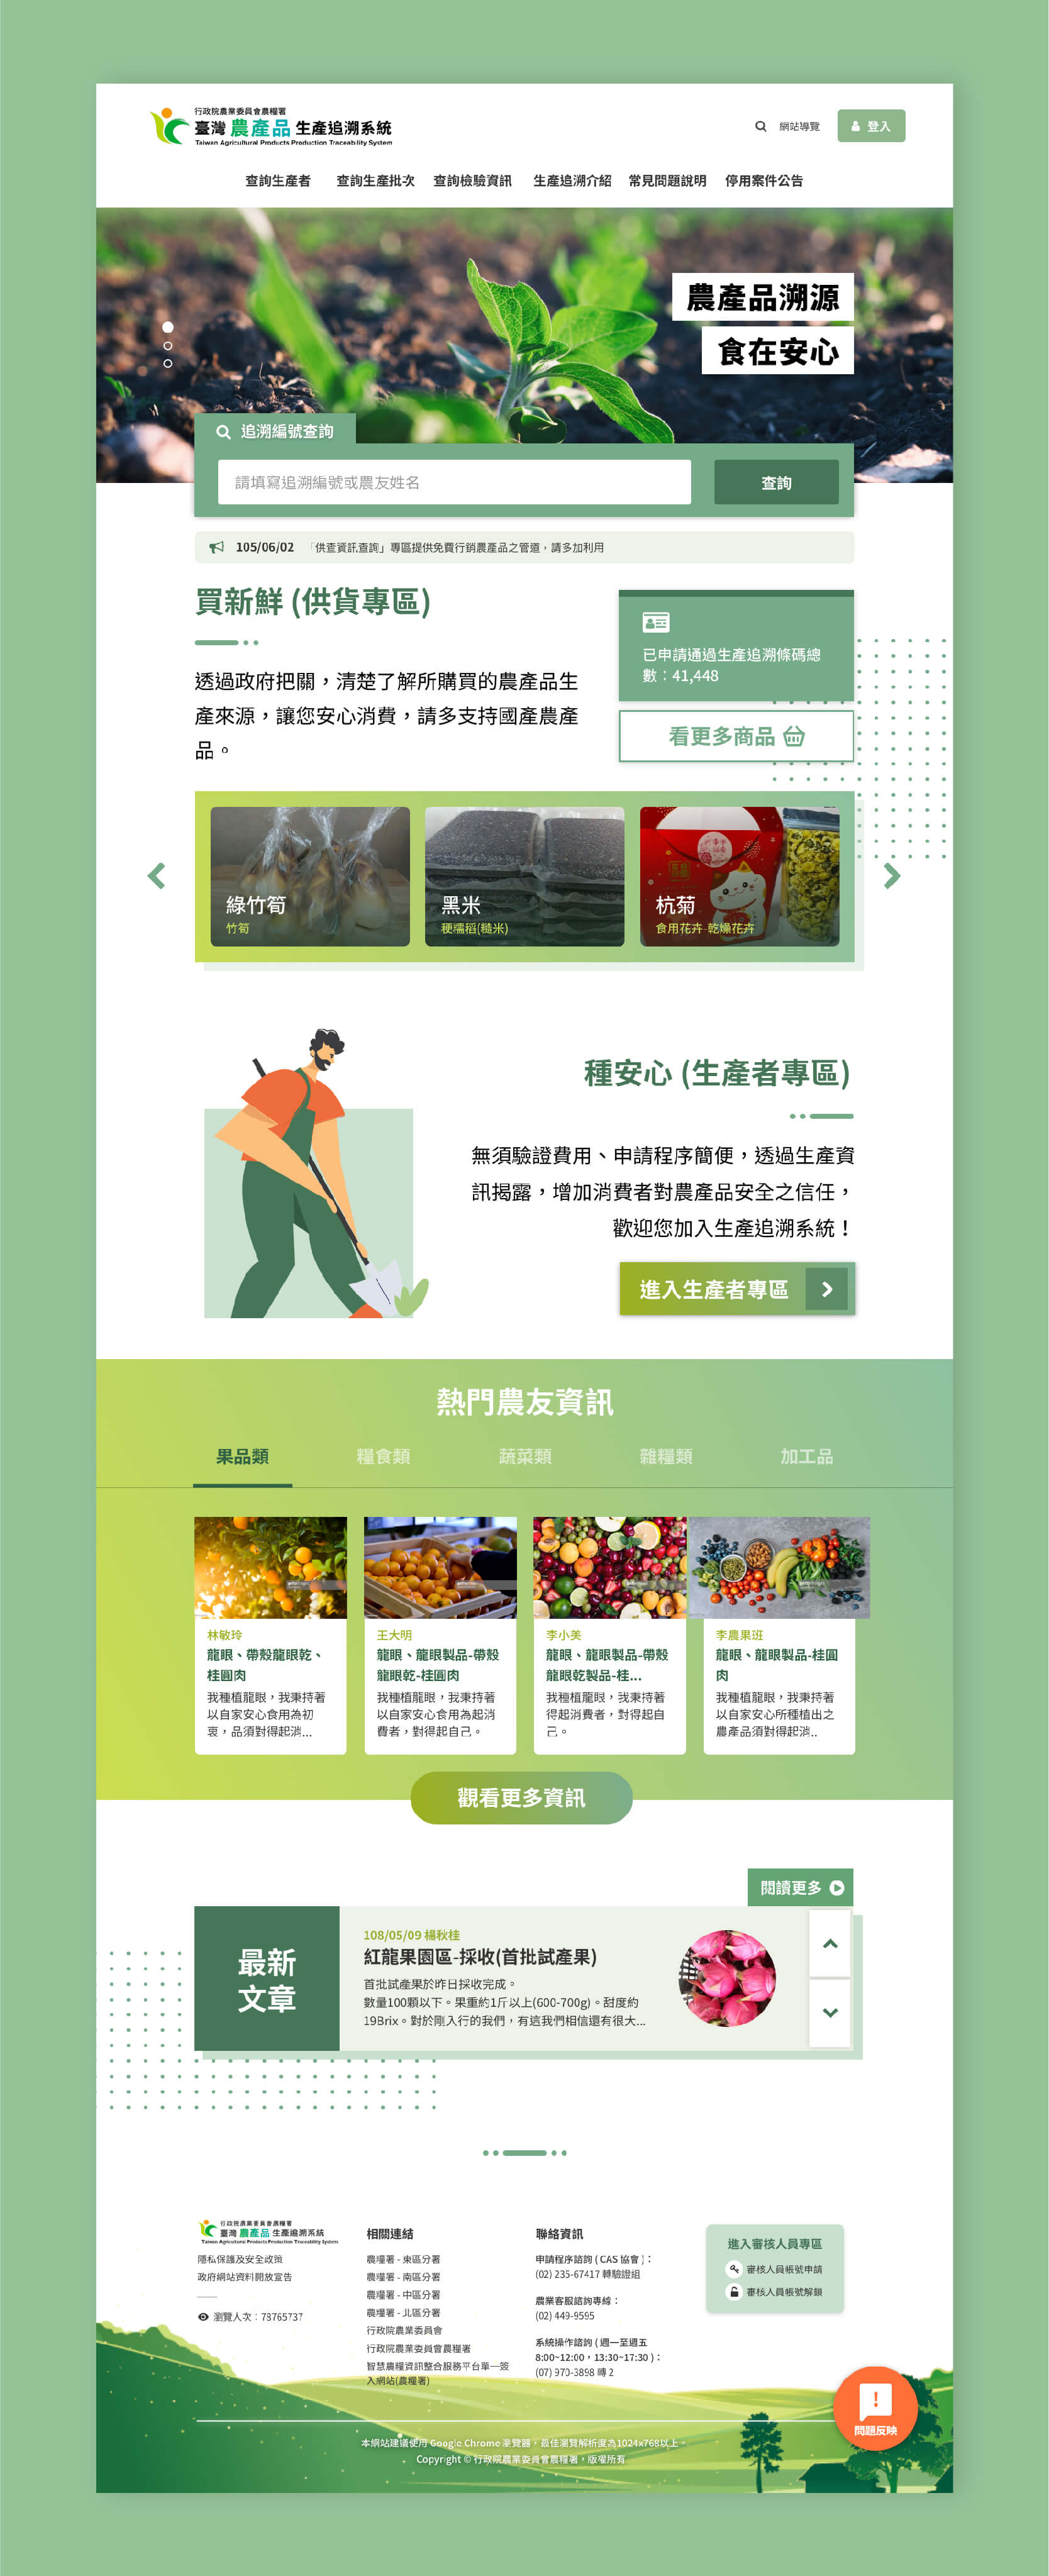 行政院農業委員會農糧署
臺灣 農產品 生產追溯系統
Taiwan Agricultural Products Production Traceability System
網站導覽
登入
查詢生產者 查詢生產批次 查詢檢驗資訊 生產追溯介紹 常見問題說明 停用案件公告
農產品溯源
食在安心
追溯編號查詢
請填寫追溯編號或農友姓名
查詢
105/06/02 「供查資訊查詢」專區提供免費行銷農產品之管道，請多加利用
買新鮮 (供貨專區)
透過政府把關，清楚了解所購買的農產品生
產來源，讓您安心消費，請多支持國產農產
品。
已申請通過生產追溯條碼總
數：41,448
看更多商品
綠竹筍
竹筍
黑米
粳糯稻(糙米)
杭菊
食用花卉-乾燥花卉
種安心 (生產者專區)
無須驗證費用、申請程序簡便，透過生產資
訊揭露，增加消費者對農產品安全之信任，
歡迎您加入生產追溯系統！
進入生產者專區
熱門農友資訊
果品類 糧食類 蔬菜類 雜糧類 加工品
林敏玲
龍眼、帶殼龍眼乾、
桂圓肉
我種植龍眼，我秉持著
以自家安心食用為初
衷，品須對得起消...
王大明
龍眼、龍眼製品-帶殼
龍眼乾-桂圓肉
我種植龍眼，我秉持著
以自家安心食用為起消
費者，對得起自己。
李小美
龍眼、龍眼製品-帶殼
龍眼乾製品-桂...
我種植龍眼，我秉持著
得起消費者，對得起自
己。
李農果班
龍眼、龍眼製品-桂圓
肉
我種植龍眼，我秉持著
以自家安心所種植出之
農產品須對得起消..
觀看更多資訊
閱讀更多
最新
文章
108/05/09 楊秋桂
紅龍果園區-採收(首批試產果)
首批試產果於昨日採收完成。
數量100顆以下。果重約1斤以上(600-700g)。甜度約
19Brix。對於剛入行的我們，有這我們相信還有很大...
行政院農業委員會農糧署
臺灣 農產品 生產追溯系統
Taiwan Agricultural Products Production Traceability System
隱私保護及安全政策
政府網站資料開放宣告
瀏覽人次：78765737
相關連結
農糧署 - 東區分署
農糧署 - 南區分署
農糧署 - 中區分署
農糧署 - 北區分署
行政院農業委員會
行政院農業委員會農糧署
智慧農糧資訊整合服務平台單一簽
入網站(農糧署)
聯絡資訊
申請程序諮詢 ( CAS 協會 )：
(02) 235-67417 轉驗證組
農業客服諮詢專線：
(02) 449-9595
系統操作諮詢 ( 週一至週五
8:00~12:00，13:30~17:30 )：
(07) 970-3898 轉 2
進入審核人員專區
審核人員帳號申請
審核人員帳號解鎖
問題反映
本網站建議使用 Google Chrome 瀏覽器，最佳瀏覽解析度為1024x768以上。
Copyright © 行政院農業委員會農糧署，版權所有